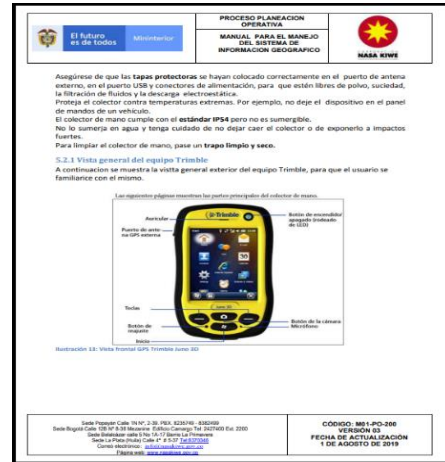 El futuro
es de todos
Mininterior
PROCESO PLANEACION
OPERATIVA
MANUAL PARA EL MANEJO
DEL SISTEMA DE
INFORMACION GEOGRAFICO
NASA KIWE
Asegúrese de que las tapas protectoras se hayan colocado correctamente en el puerto de antena
externo, en el puerto USB y conectores de alimentación, para que estén libres de polvo, suciedad,
la filtración de fluidos y la descarga electroestática.
Proteja el colector contra temperaturas extremas. Por ejemplo, no deje el dispositivo en el panel
de mandos de un vehículo.
El colector de mano cumple con el estándar IP54 pero no es sumergible.
No lo sumerja en agua y tenga cuidado de no dejar caer el colector o de exponerlo a impactos
fuertes.
Para limpiar el colector de mano, pase un trapo limpio y seco.
5.2.1 Vista general del equipo Trimble
A continuacion se muestra la vista general exterior del equipo Trimble, para que el usuario se
familiarice con el mismo.
Las siguientes páginas muestran las partes principales del colector de mano.
Auricular
Puerto de ante
na GPS externa
Trimble
Botón de encendido/
apagado (rodeado
de LED)
Teclas
Botón de
Inicio
Botón de la cámara
Micrófono
Juno 3D
Ilustración 13: Vista frontal GPS Trimble Juno 3D
CÓDIGO: M01-PO-200
VERSIÓN 03
FECHA DE ACTUALIZACIÓN
1 DE AGOSTO DE 2019